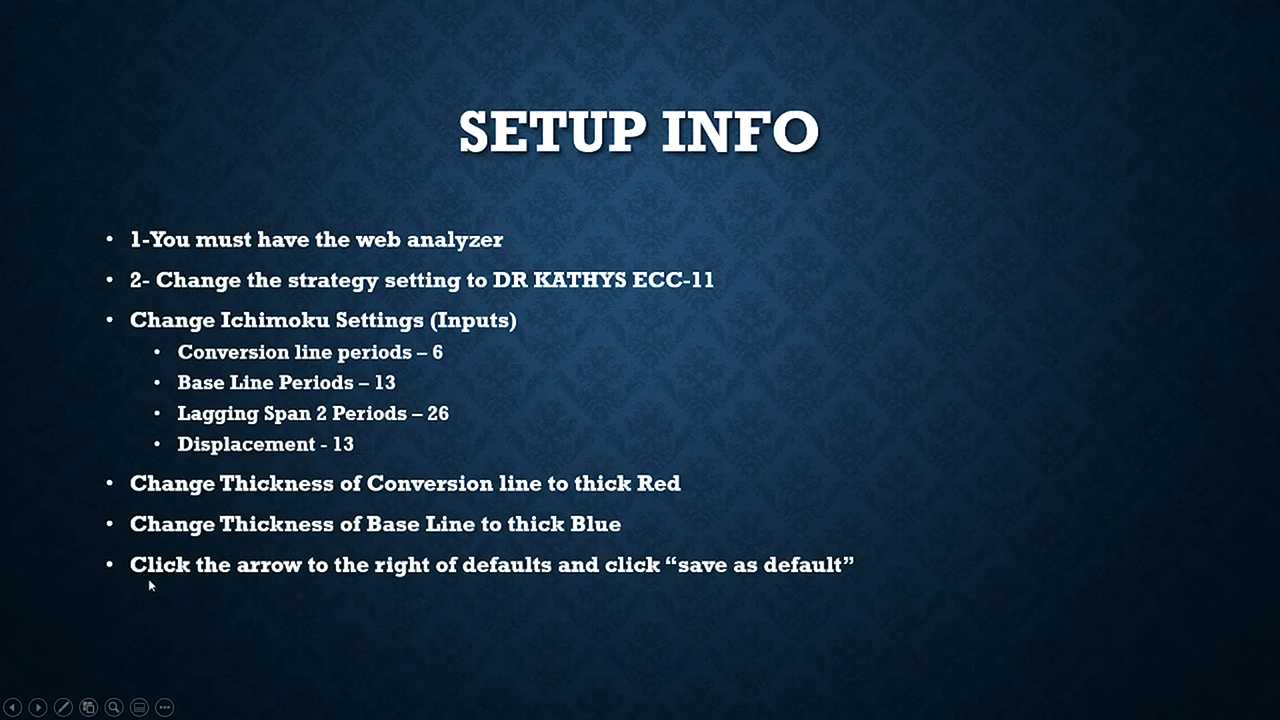 SETUP INFO
• 1-You must have the web analyzer
• 2- Change the strategy setting to DR KATHYS ECC-11
• Change Ichimoku Settings (Inputs)
• Conversion line periods – 6
• Base Line Periods – 13
• Lagging Span 2 Periods – 26
• Displacement - 13
• Change Thickness of Conversion line to thick Red
• Change Thickness of Base Line to thick Blue
• Click the arrow to the right of defaults and click “save as default”